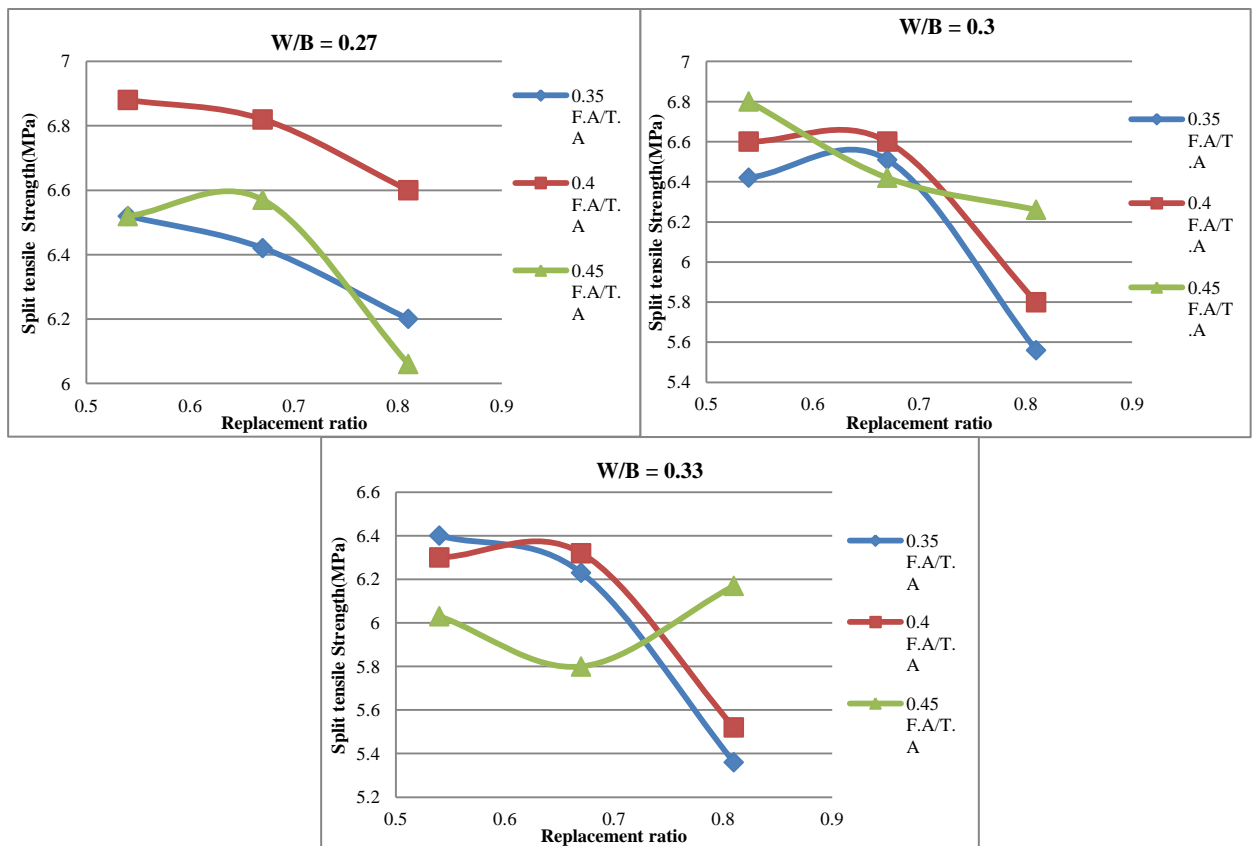 W/B = 0.27
7
6.8
6.6
6.4
6.2
6
0.5
0.6
0.7
0.8
0.9
Split tensile Strength(MPa)
Replacement ratio
0.35
F.A/T.
A
0.4
F.A/T.
A
0.45
F.A/T.
A
W/B = 0.3
7
6.8
6.6
6.4
6.2
6
5.8
5.6
5.4
0.5
0.6
0.7
0.8
0.9
Split tensile Strength(MPa)
Replacement ratio
0.35
F.A/T
.A
0.4
F.A/T
.A
0.45
F.A/T
.A
W/B = 0.33
6.6
6.4
6.2
6
5.8
5.6
5.4
5.2
0.5
0.6
0.7
0.8
0.9
Split tensile Strength(MPa)
Replacement ratio
0.35
F.A/T.
A
0.4
F.A/T.
A
0.45
F.A/T.
A